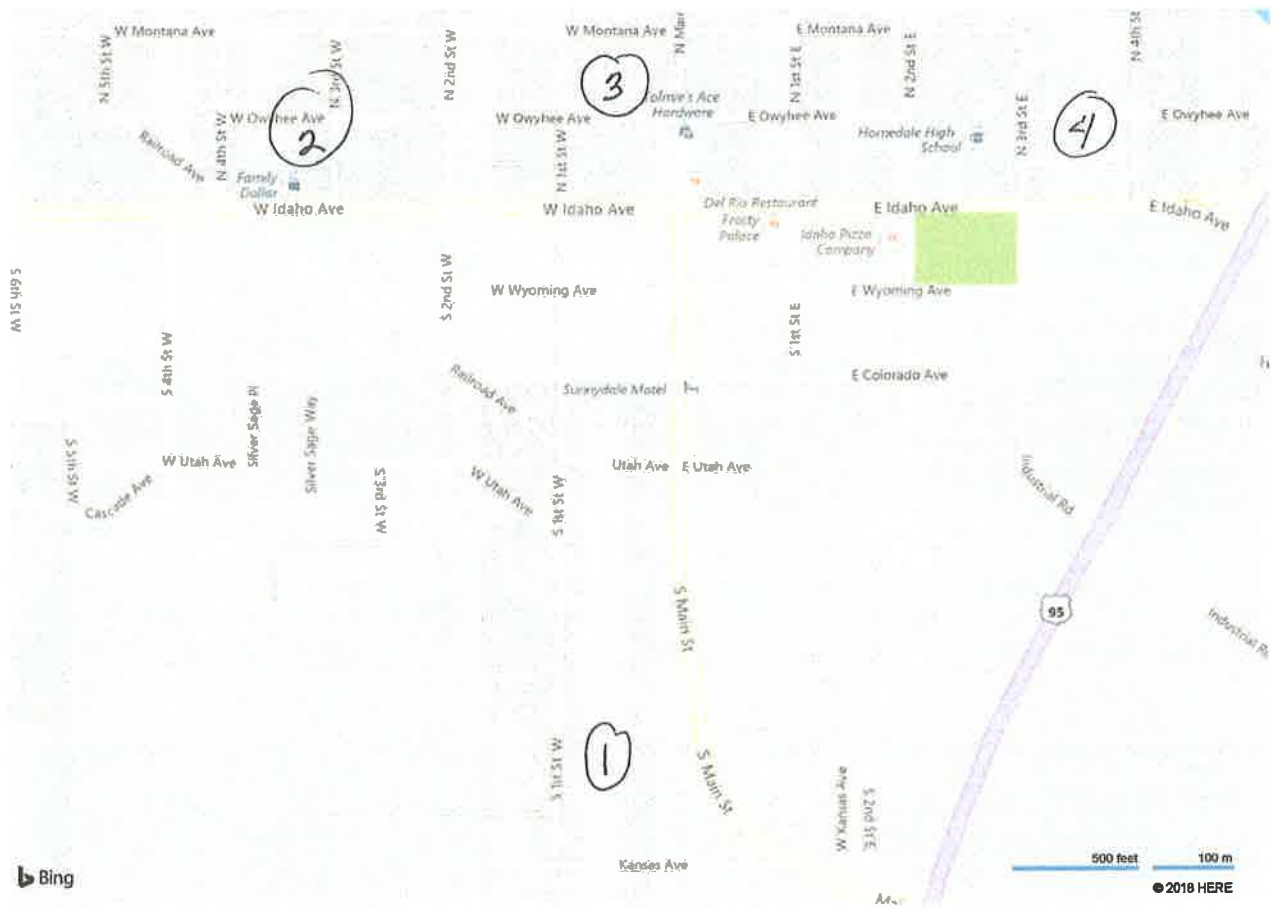 W Montana Ave
W Montana Ave
E Montana Ave
N 5th St W
N 3rd St W
N 2nd St W
N 1st St E
N 2nd St E
N 4th St
3
Hardware
W Owyhee Ave
2
W Owyhee Ave
E Owyhee Ave
N 3rd St E
4
E Owyhee Ave
Railroad Ave
N 4th St W
N 1st St W
Homedale High
School
Family
Dollar
W Idaho Ave
W Idaho Ave
Del Rio Restaurant
E Idaho Ave
E Idaho Ave
Frosty
Palace
Idaho Pizza
Company
S 6th St W
S 2nd St W
W Wyoming Ave
E Wyoming Ave
S 1st St E
S 4th St W
Railroad Ave
Sunnydale Motel
E Colorado Ave
Silver Sage Pl
Silver Sage Way
S 5th St W
W Utah Ave
Utah Ave
E Utah Ave
Cascade Ave
S 3rd St W
W Utah Ave
S 1st St W
Industrial Rd
S Main St
95
Industrial R
S 1st St W
1
S Main St
W Kansas Ave
S 2nd St E
Kansas Ave
500 feet
100 m
Bing
© 2018 HERE